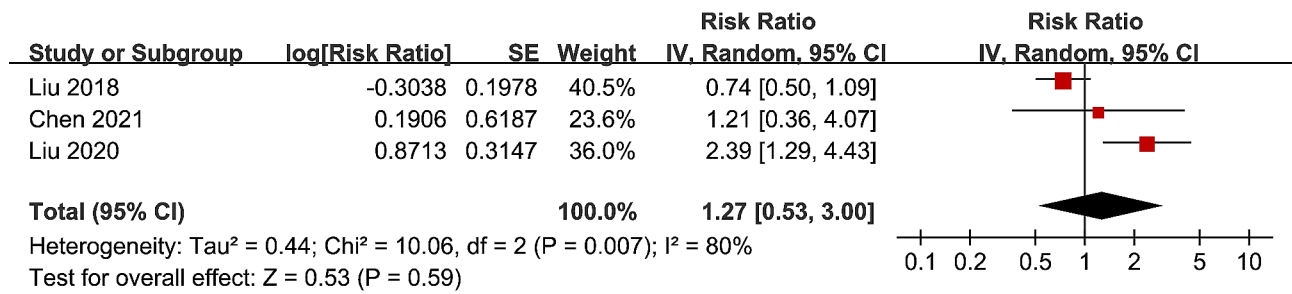 Risk Ratio Risk Ratio
Study or Subgroup log[Risk Ratio] SE Weight IV, Random, 95% CI IV, Random, 95% CI
Liu 2018 -0.3038 0.1978 40.5% 0.74 [0.50, 1.09]
Chen 2021 0.1906 0.6187 23.6% 1.21 [0.36, 4.07]
Liu 2020 0.8713 0.3147 36.0% 2.39 [1.29, 4.43]
Total (95% CI) 100.0% 1.27 [0.53, 3.00]
Heterogeneity: Tau² = 0.44; Chi² = 10.06, df = 2 (P = 0.007); I² = 80%
Test for overall effect: Z = 0.53 (P = 0.59)
0.1 0.2 0.5 1 2 5 10